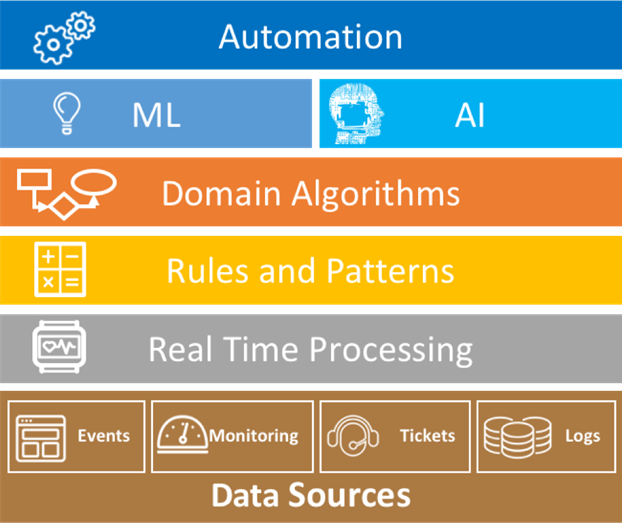 Automation
ML
AI
Domain Algorithms
Rules and Patterns
Real Time Processing
Events
Monitoring
Tickets
Logs
Data Sources